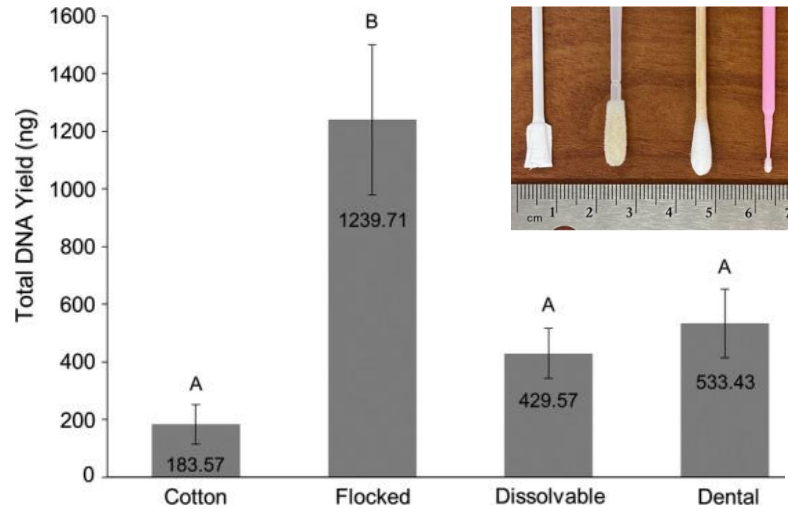 Total DNA Yield (ng)
1600
1400
1200
1000
800
600
400
200
0
A
B
A
A
183.57
1239.71
429.57
533.43
Cotton
Flocked
Dissolvable
Dental
cm
1
2
3
4
5
6
7